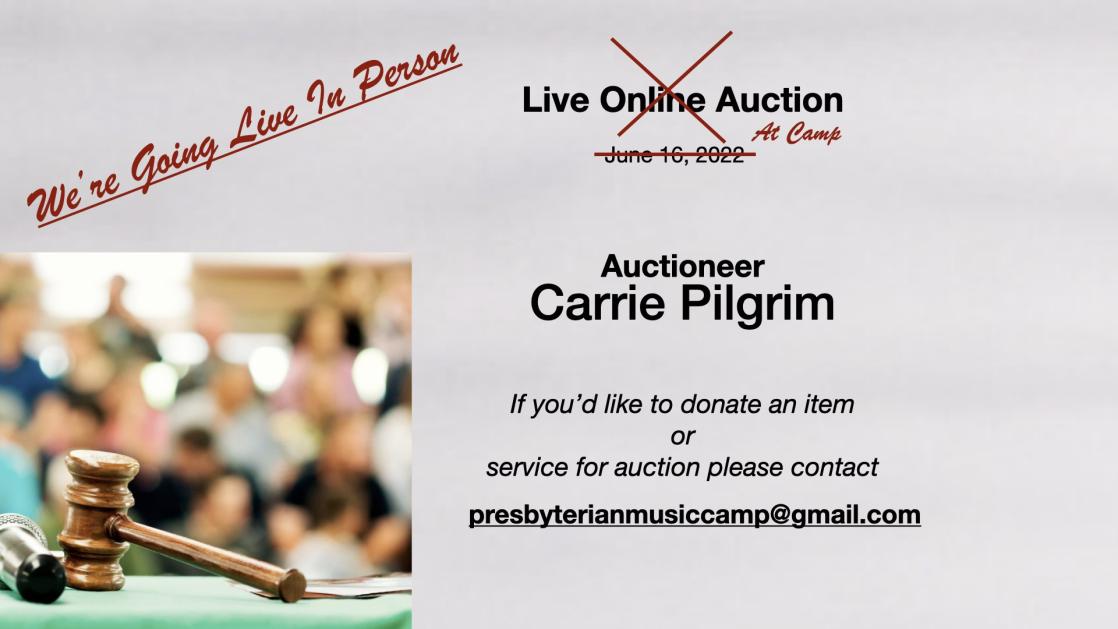 We're Going Live In Person
Live Online Auction
At Camp
June 16, 2022
Auctioneer
Carrie Pilgrim
If you'd like to donate an item
or
service for auction please contact
presbyterianmusiccamp@gmail.com